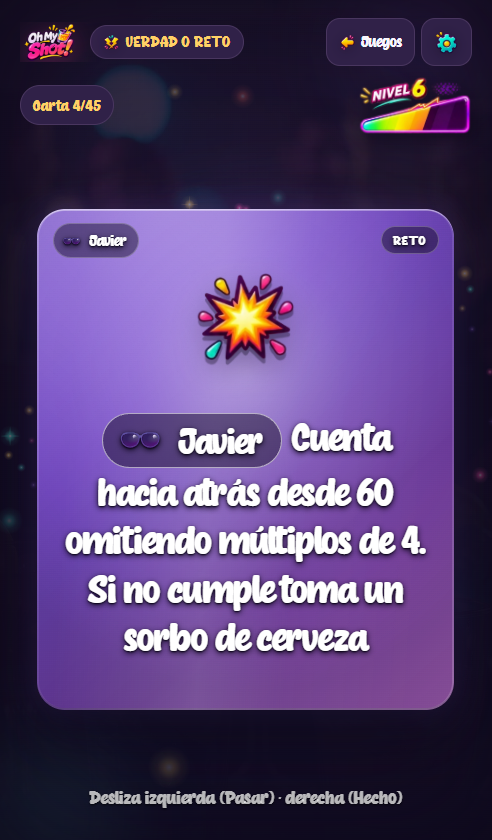 Oh My Shot!
VERDAD O RETO
Juegos
Carta 4/45
NIVEL 6
Javier
RETO
Javier Cuenta
hacia atrás desde 60
omitiendo múltiplos de 4.
Si no cumple toma un
sorbo de cerveza
Desliza izquierda (Pasar) · derecha (Hecho)